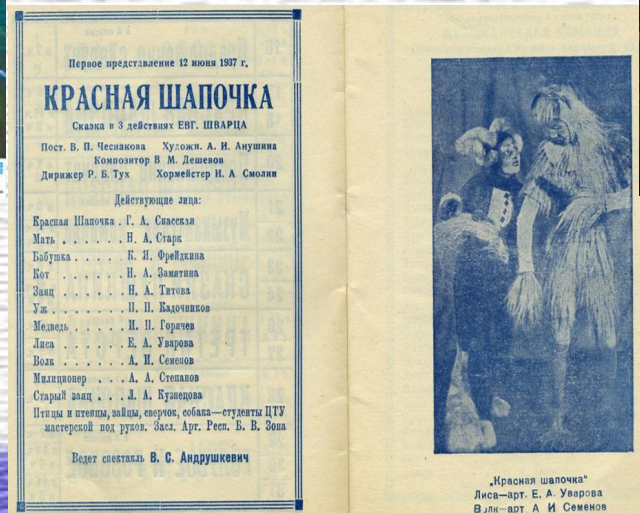 Первое представление 12 июня 1937 г,
КРАСНАЯ ШАПОЧКА
Сказка в 3 действиях ЕВГ. ШВАРЦА
Пост. В. П. Чеснакова Художн. А. И. Анушина
Композитор В М. Дешевов
Дирижер Р. Б. Тух Хормейстер И. А. Смолин
Действующие лица:
Красная Шапочка . Г. А. Спасская
Мать . . . . . . . Н. А. Старк
Бабушка . . . . . К. Я. Фрейдкина
Кот . . . . . . . Н. А. Замятина
Заяц . . . . . . . Н. А. Титова
Уж . . . . . . . . П. П. Кадочников
Медведь . . . . . И. П. Горячев
Лиса . . . . . . . Е. А. Уварова
Волк . . . . . . . А. И. Семенов
Милиционер . . . . А. А. Степанов
Старый заяц . . . Л. А. Кузнецова
Птицы и птенцы, зайцы, сверчок, собака—студенты ЦТУ
мастерской под руков. Засл. Арт. Респ. Б. В. Зона
Ведет спектакль В. С. Андрушкевич
„Красная шапочка“
Лиса—арт. Е. А. Уварова
Волк—арт А И Семенов